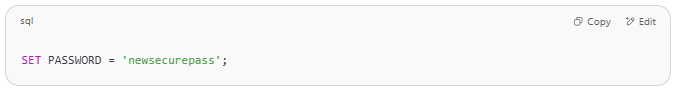 sql
Copy
Edit
SET PASSWORD = 'newsecurepass';